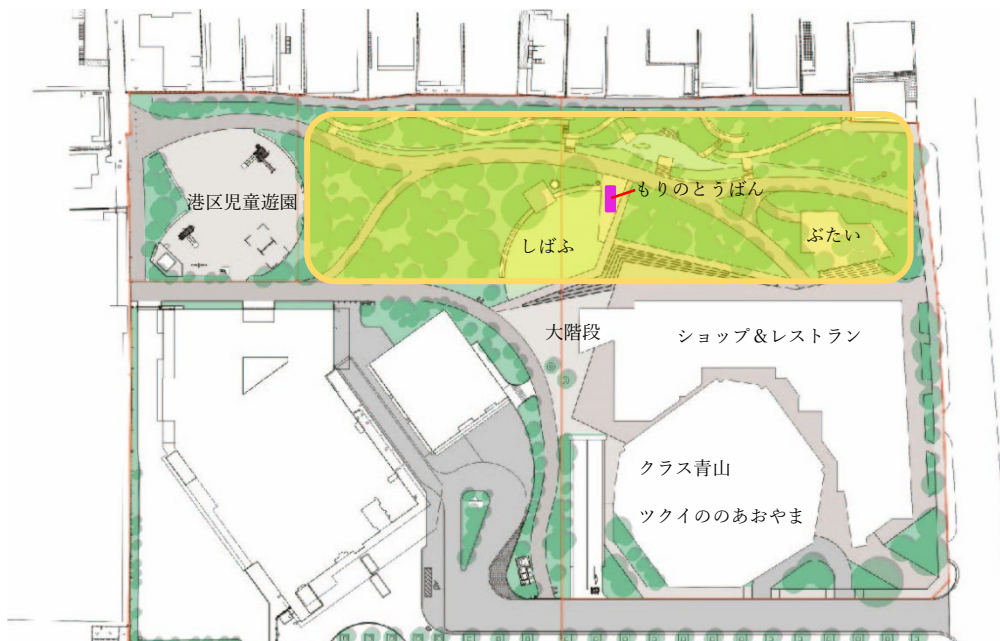 港区児童遊園
もりのとうばん
しばふ
ぶたい
大階段
ショップ&レストラン
クラス青山
ツクイののあおやま